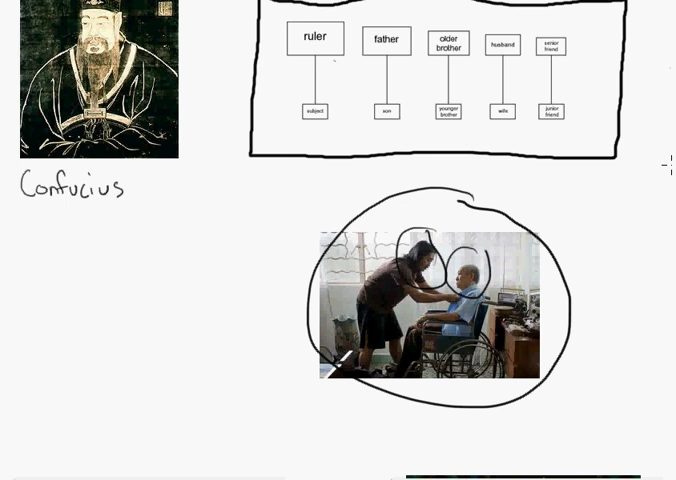 ruler
father
older
brother
husband
senior
friend
subject
son
younger
brother
wife
junior
friend
Confucius